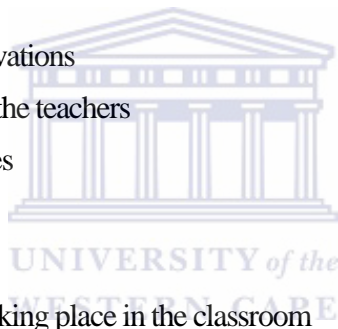 vations
the teachers
es
UNIVERSITY of the
king place in the classroom
WESTERN CAPE